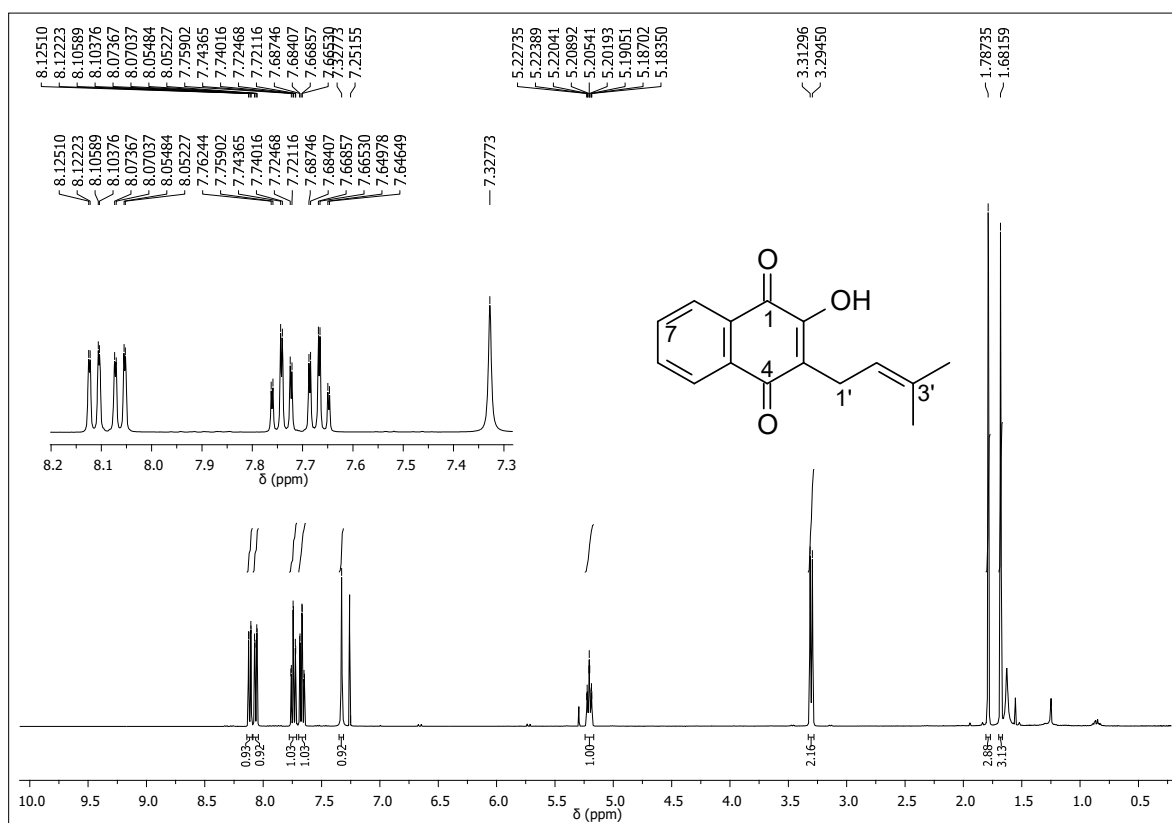 8.12510 8.12223 8.10589 8.10376 8.07367 8.07037 8.05484 8.05227 7.75902 7.74365 7.74016 7.72468 7.72116 7.68746 7.68407 7.66857 7.66530 7.32773 7.25155
5.22735 5.22389 5.22041 5.20892 5.20541 5.20193 5.19051 5.18702 5.18350
3.31296 3.29450
1.78735 1.68159
8.12510 8.12223 8.10589 8.10376 8.07367 8.07037 8.05484 8.05227 7.76244 7.75902 7.74365 7.74016 7.72468 7.72116 7.68746 7.68407 7.66857 7.66530 7.64978 7.64649
7.32773
8.2 8.1 8.0 7.9 7.8 7.7 7.6 7.5 7.4 7.3
δ (ppm)
O
OH
7
1
4
1'
3'
O
0.93 0.92 1.03 1.03 0.92 1.00 2.16 2.88 3.13
10.0 9.5 9.0 8.5 8.0 7.5 7.0 6.5 6.0 5.5 5.0 4.5 4.0 3.5 3.0 2.5 2.0 1.5 1.0 0.5
δ (ppm)